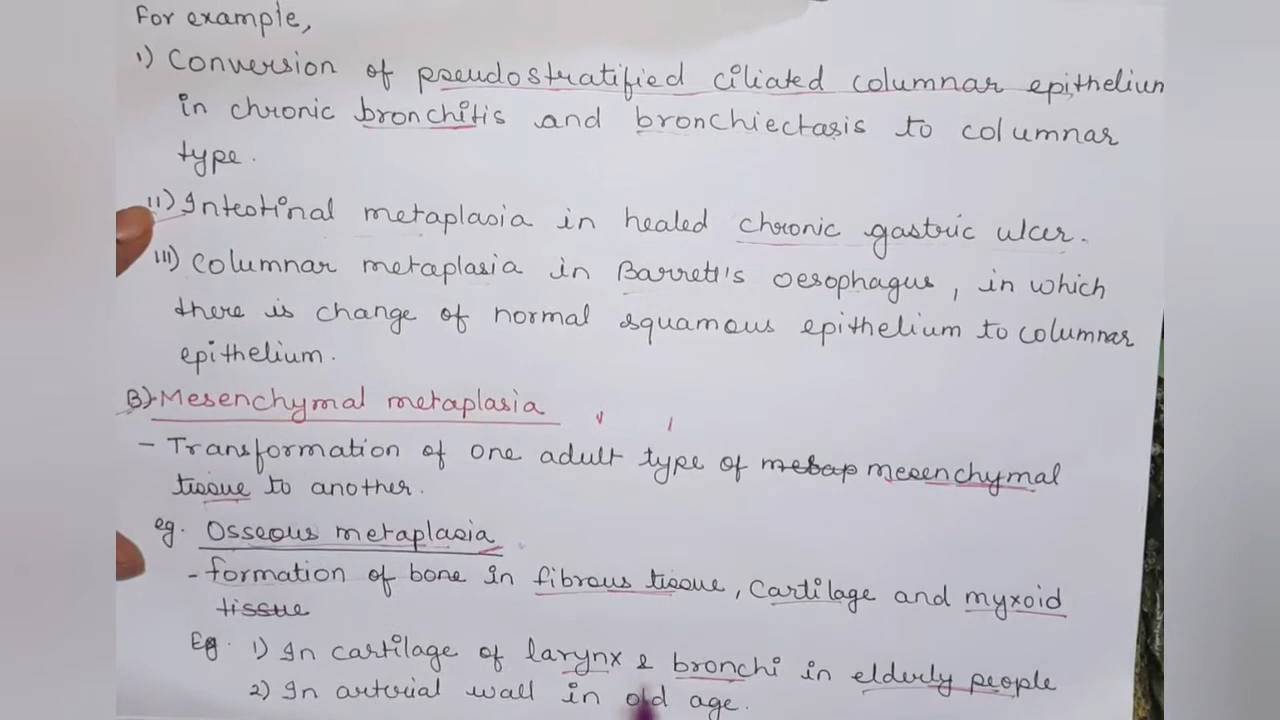 For example,
i) Conversion of pseudostratified ciliated columnar epithelium
in chronic bronchitis and bronchiectasis to columnar
type.
ii) Intestinal metaplasia in healed chronic gastric ulcer.
iii) Columnar metaplasia in Barrett's oesophagus, in which
there is change of normal squamous epithelium to columnar
epithelium.
B) Mesenchymal metaplasia
- Transformation of one adult type of metap mesenchymal
tissue to another.
eg. Osseous metaplasia
- formation of bone in fibrous tissue, cartilage and myxoid
tissue
Eg. 1) In cartilage of larynx & bronchi in elderly people
2) In arterial wall in old age.